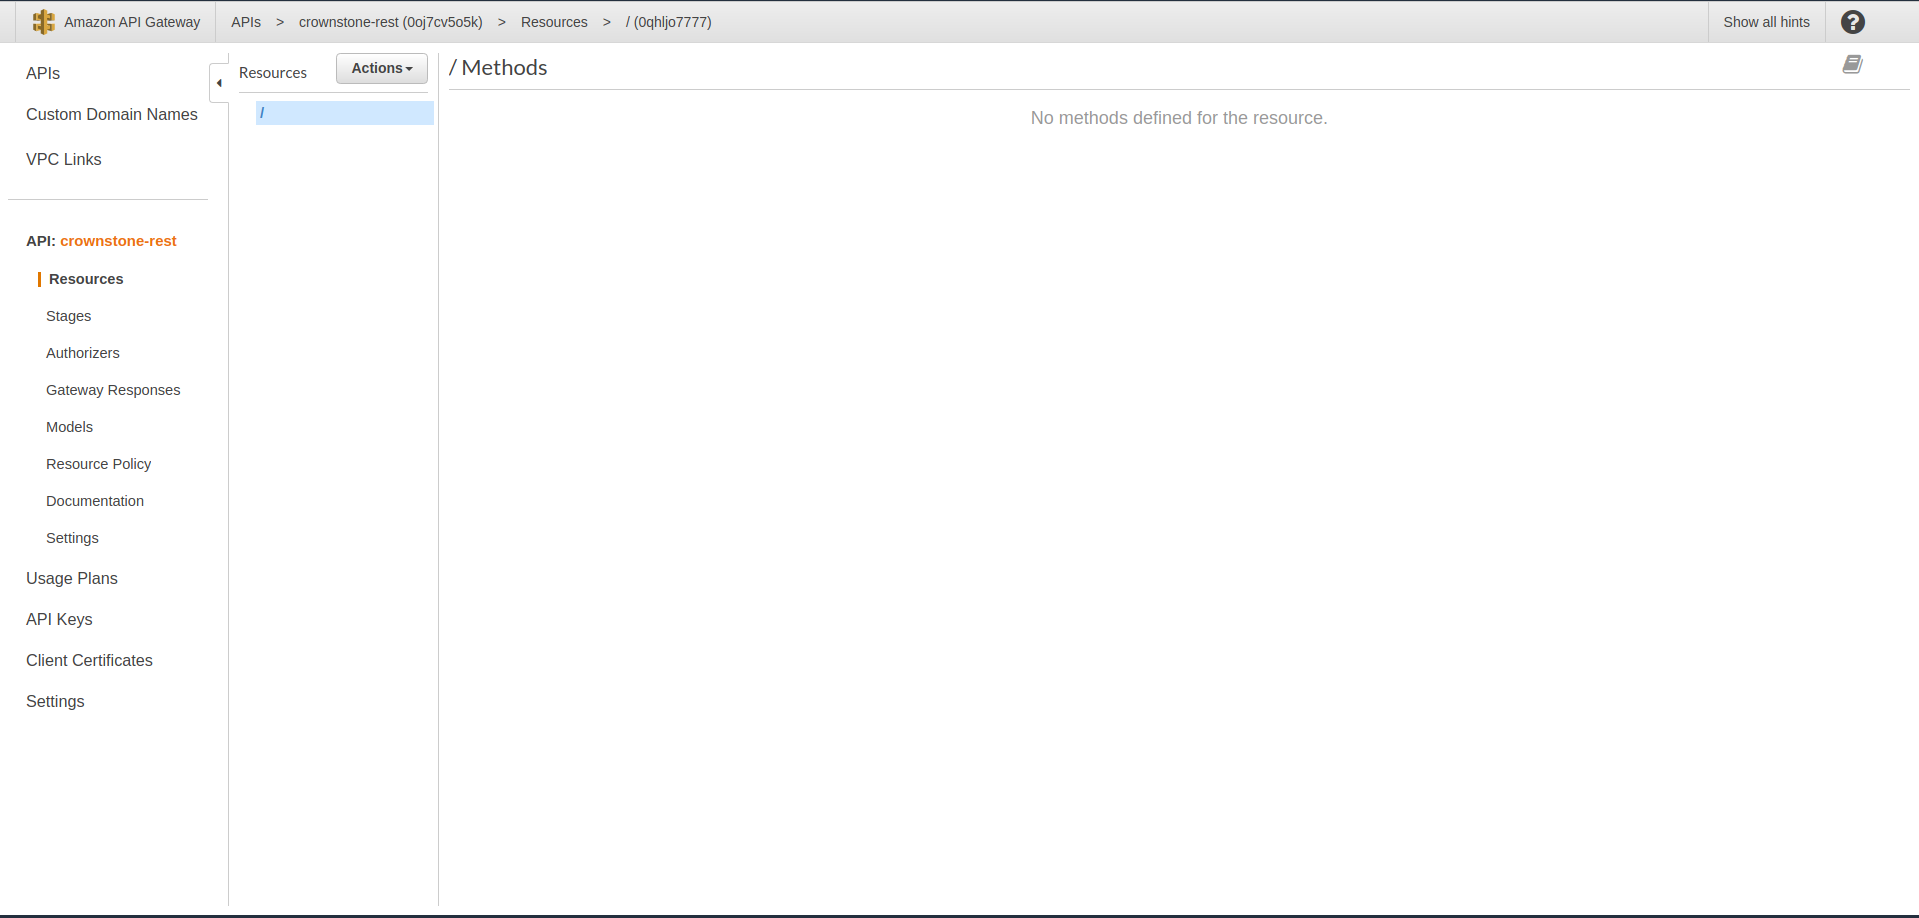 Amazon API Gateway APIs > crownstone-rest (0oj7cv5o5k) > Resources > / (0qhljo7777) Show all hints ?
APIs
Custom Domain Names
VPC Links
API: crownstone-rest
Resources
Stages
Authorizers
Gateway Responses
Models
Resource Policy
Documentation
Settings
Usage Plans
API Keys
Client Certificates
Settings
Resources Actions
/
/ Methods
No methods defined for the resource.